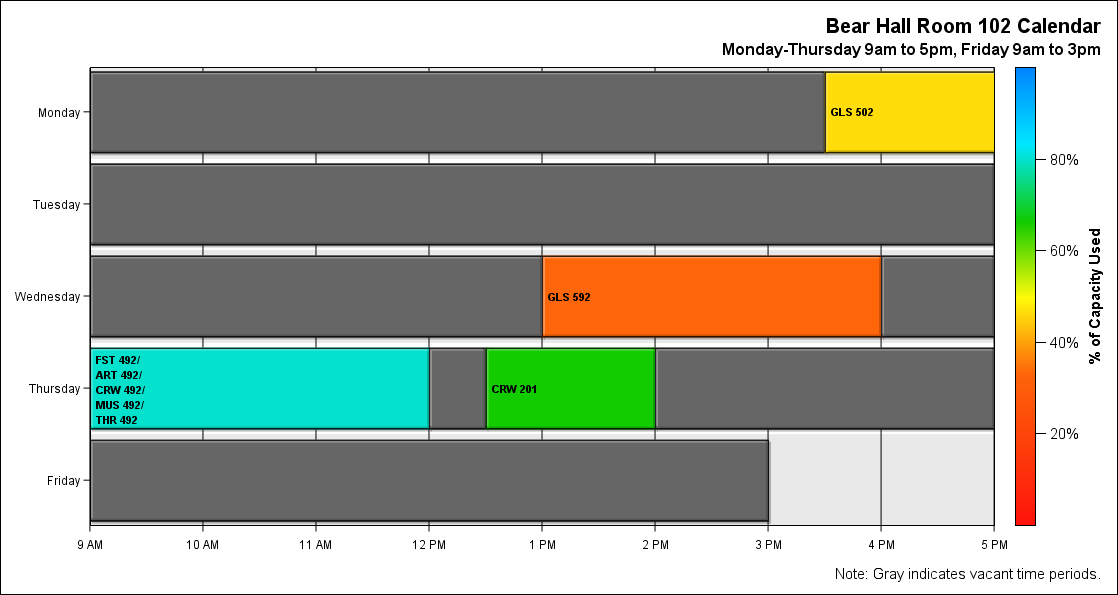 Bear Hall Room 102 Calendar
Monday-Thursday 9am to 5pm, Friday 9am to 3pm
Monday
GLS 502
Tuesday
Wednesday
GLS 592
Thursday
FST 492/
ART 492/
CRW 492/
MUS 492/
THR 492
CRW 201
Friday
9 AM
10 AM
11 AM
12 PM
1 PM
2 PM
3 PM
4 PM
5 PM
80%
60%
40%
20%
% of Capacity Used
Note: Gray indicates vacant time periods.